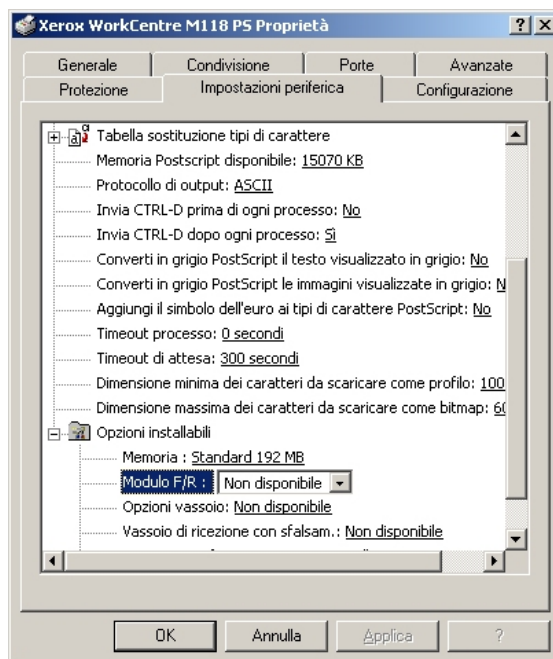 Xerox WorkCentre M118 PS Proprietà
Generale Condivisione Porte Avanzate
Protezione Impostazioni periferica Configurazione
Tabella sostituzione tipi di carattere
Memoria Postscript disponibile: 15070 KB
Protocollo di output: ASCII
Invia CTRL-D prima di ogni processo: No
Invia CTRL-D dopo ogni processo: Sì
Converti in grigio PostScript il testo visualizzato in grigio: No
Converti in grigio PostScript le immagini visualizzate in grigio: N
Aggiungi il simbolo dell'euro ai tipi di carattere PostScript: No
Timeout processo: 0 secondi
Timeout di attesa: 300 secondi
Dimensione minima dei caratteri da scaricare come profilo: 100
Dimensione massima dei caratteri da scaricare come bitmap: 60
Opzioni installabili
Memoria : Standard 192 MB
Modulo F/R : Non disponibile
Opzioni vassoio: Non disponibile
Vassoio di ricezione con sfalsam.: Non disponibile
OK Annulla Applica ?